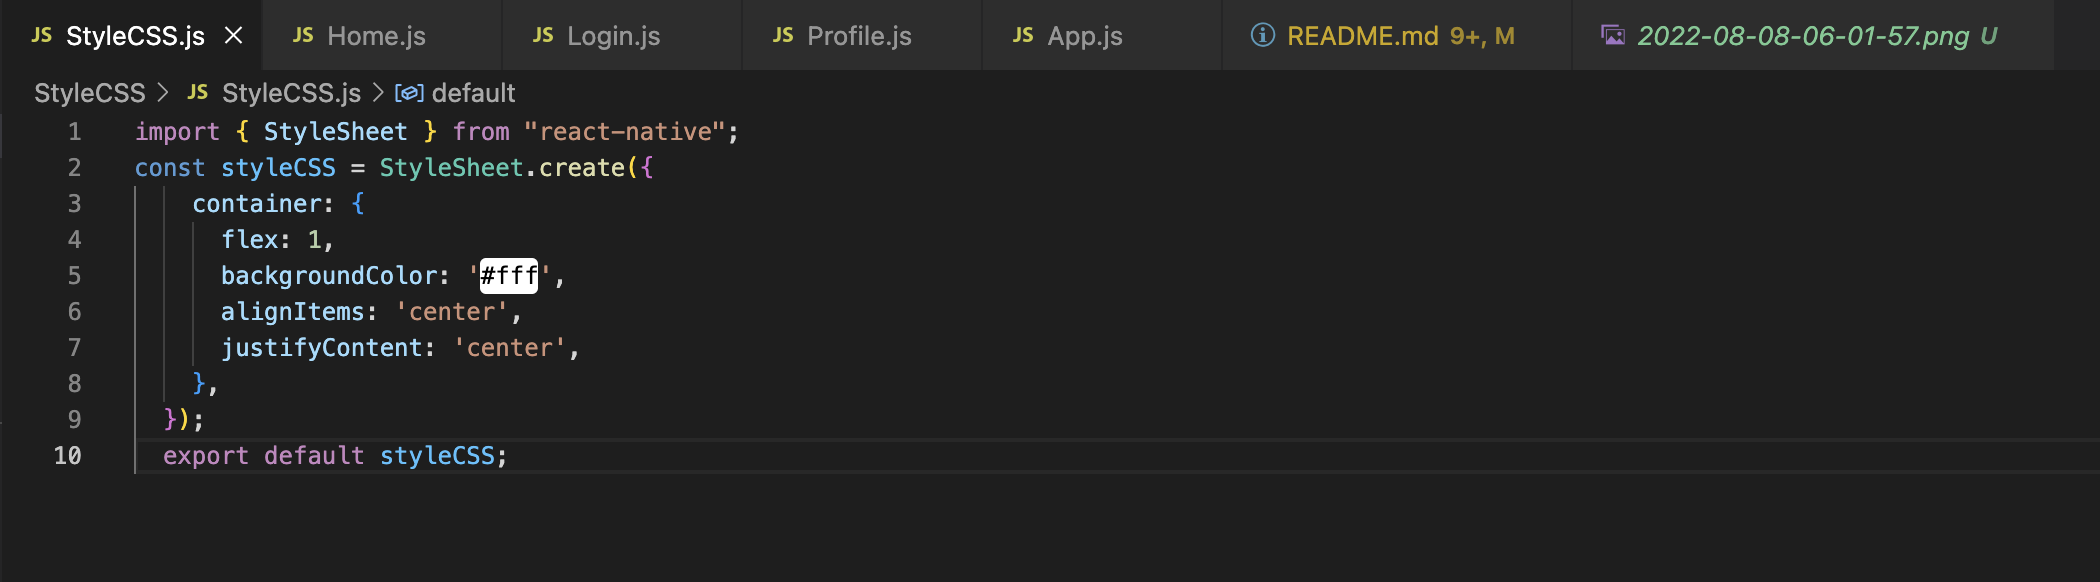 JS StyleCSS.js JS Home.js JS Login.js JS Profile.js JS App.js README.md 9+, M 2022-08-08-06-01-57.png U
StyleCSS > JS StyleCSS.js > default
1 import { StyleSheet } from "react-native";
2 const styleCSS = StyleSheet.create({
3 container: {
4 flex: 1,
5 backgroundColor: '#fff',
6 alignItems: 'center',
7 justifyContent: 'center',
8 },
9 });
10 export default styleCSS;